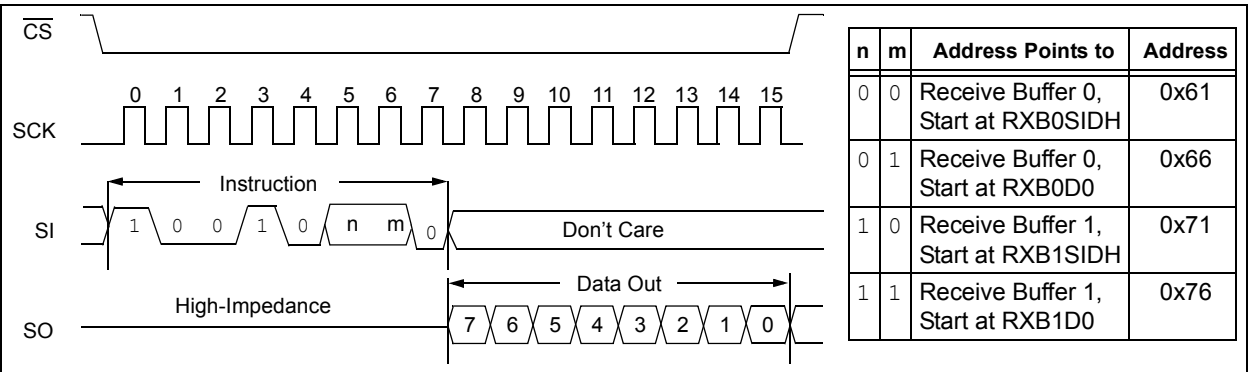 CS
0 1 2 3 4 5 6 7 8 9 10 11 12 13 14 15
SCK
Instruction
SI 1 0 0 1 0 n m 0 Don't Care
Data Out
High-Impedance
SO 7 6 5 4 3 2 1 0
n m Address Points to Address
0 0 Receive Buffer 0, 0x61
Start at RXB0SIDH
0 1 Receive Buffer 0, 0x66
Start at RXB0D0
1 0 Receive Buffer 1, 0x71
Start at RXB1SIDH
1 1 Receive Buffer 1, 0x76
Start at RXB1D0